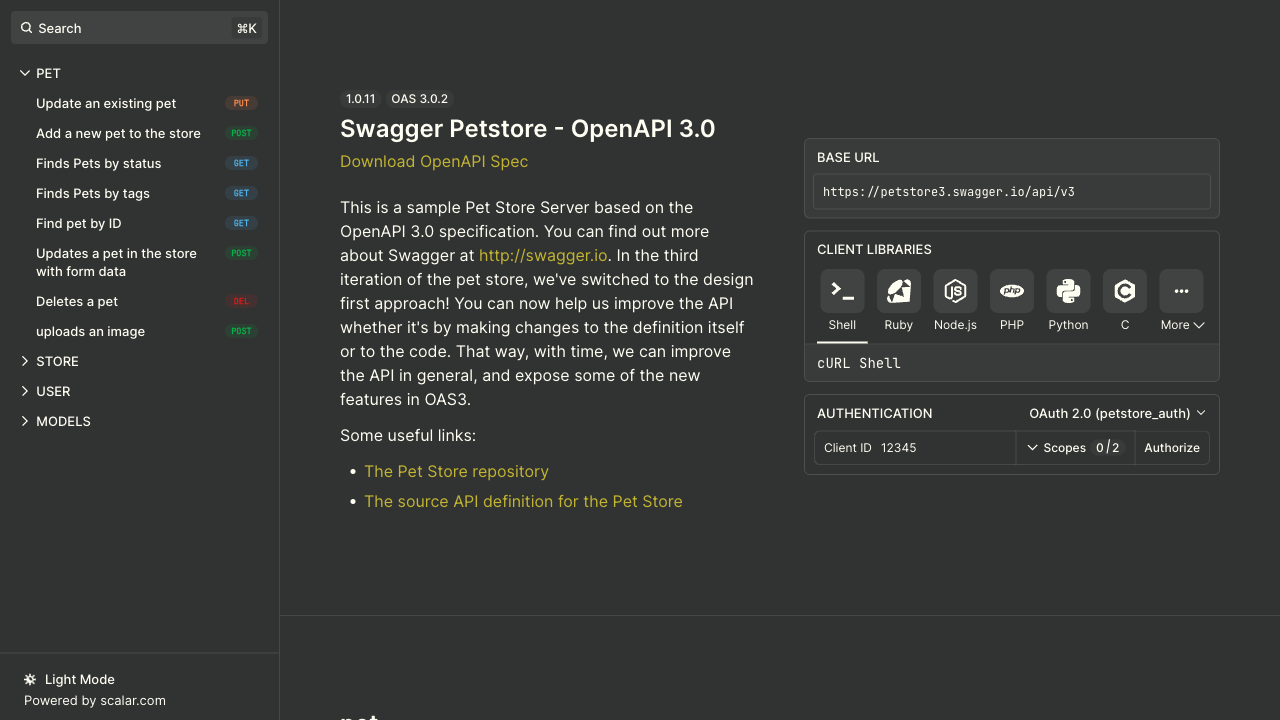 Search ⌘K
PET
Update an existing pet PUT
Add a new pet to the store POST
Finds Pets by status GET
Finds Pets by tags GET
Find pet by ID GET
Updates a pet in the store POST
with form data
Deletes a pet DEL
uploads an image POST
STORE
USER
MODELS
Light Mode
Powered by scalar.com
1.0.11 OAS 3.0.2
Swagger Petstore - OpenAPI 3.0
Download OpenAPI Spec
This is a sample Pet Store Server based on the
OpenAPI 3.0 specification. You can find out more
about Swagger at http://swagger.io. In the third
iteration of the pet store, we've switched to the design
first approach! You can now help us improve the API
whether it's by making changes to the definition itself
or to the code. That way, with time, we can improve
the API in general, and expose some of the new
features in OAS3.
Some useful links:
• The Pet Store repository
• The source API definition for the Pet Store
BASE URL
https://petstore3.swagger.io/api/v3
CLIENT LIBRARIES
php
JS
C
Shell Ruby Node.js PHP Python C More
cURL Shell
AUTHENTICATION OAuth 2.0 (petstore_auth)
Client ID 12345 Scopes 0/2 Authorize
pet